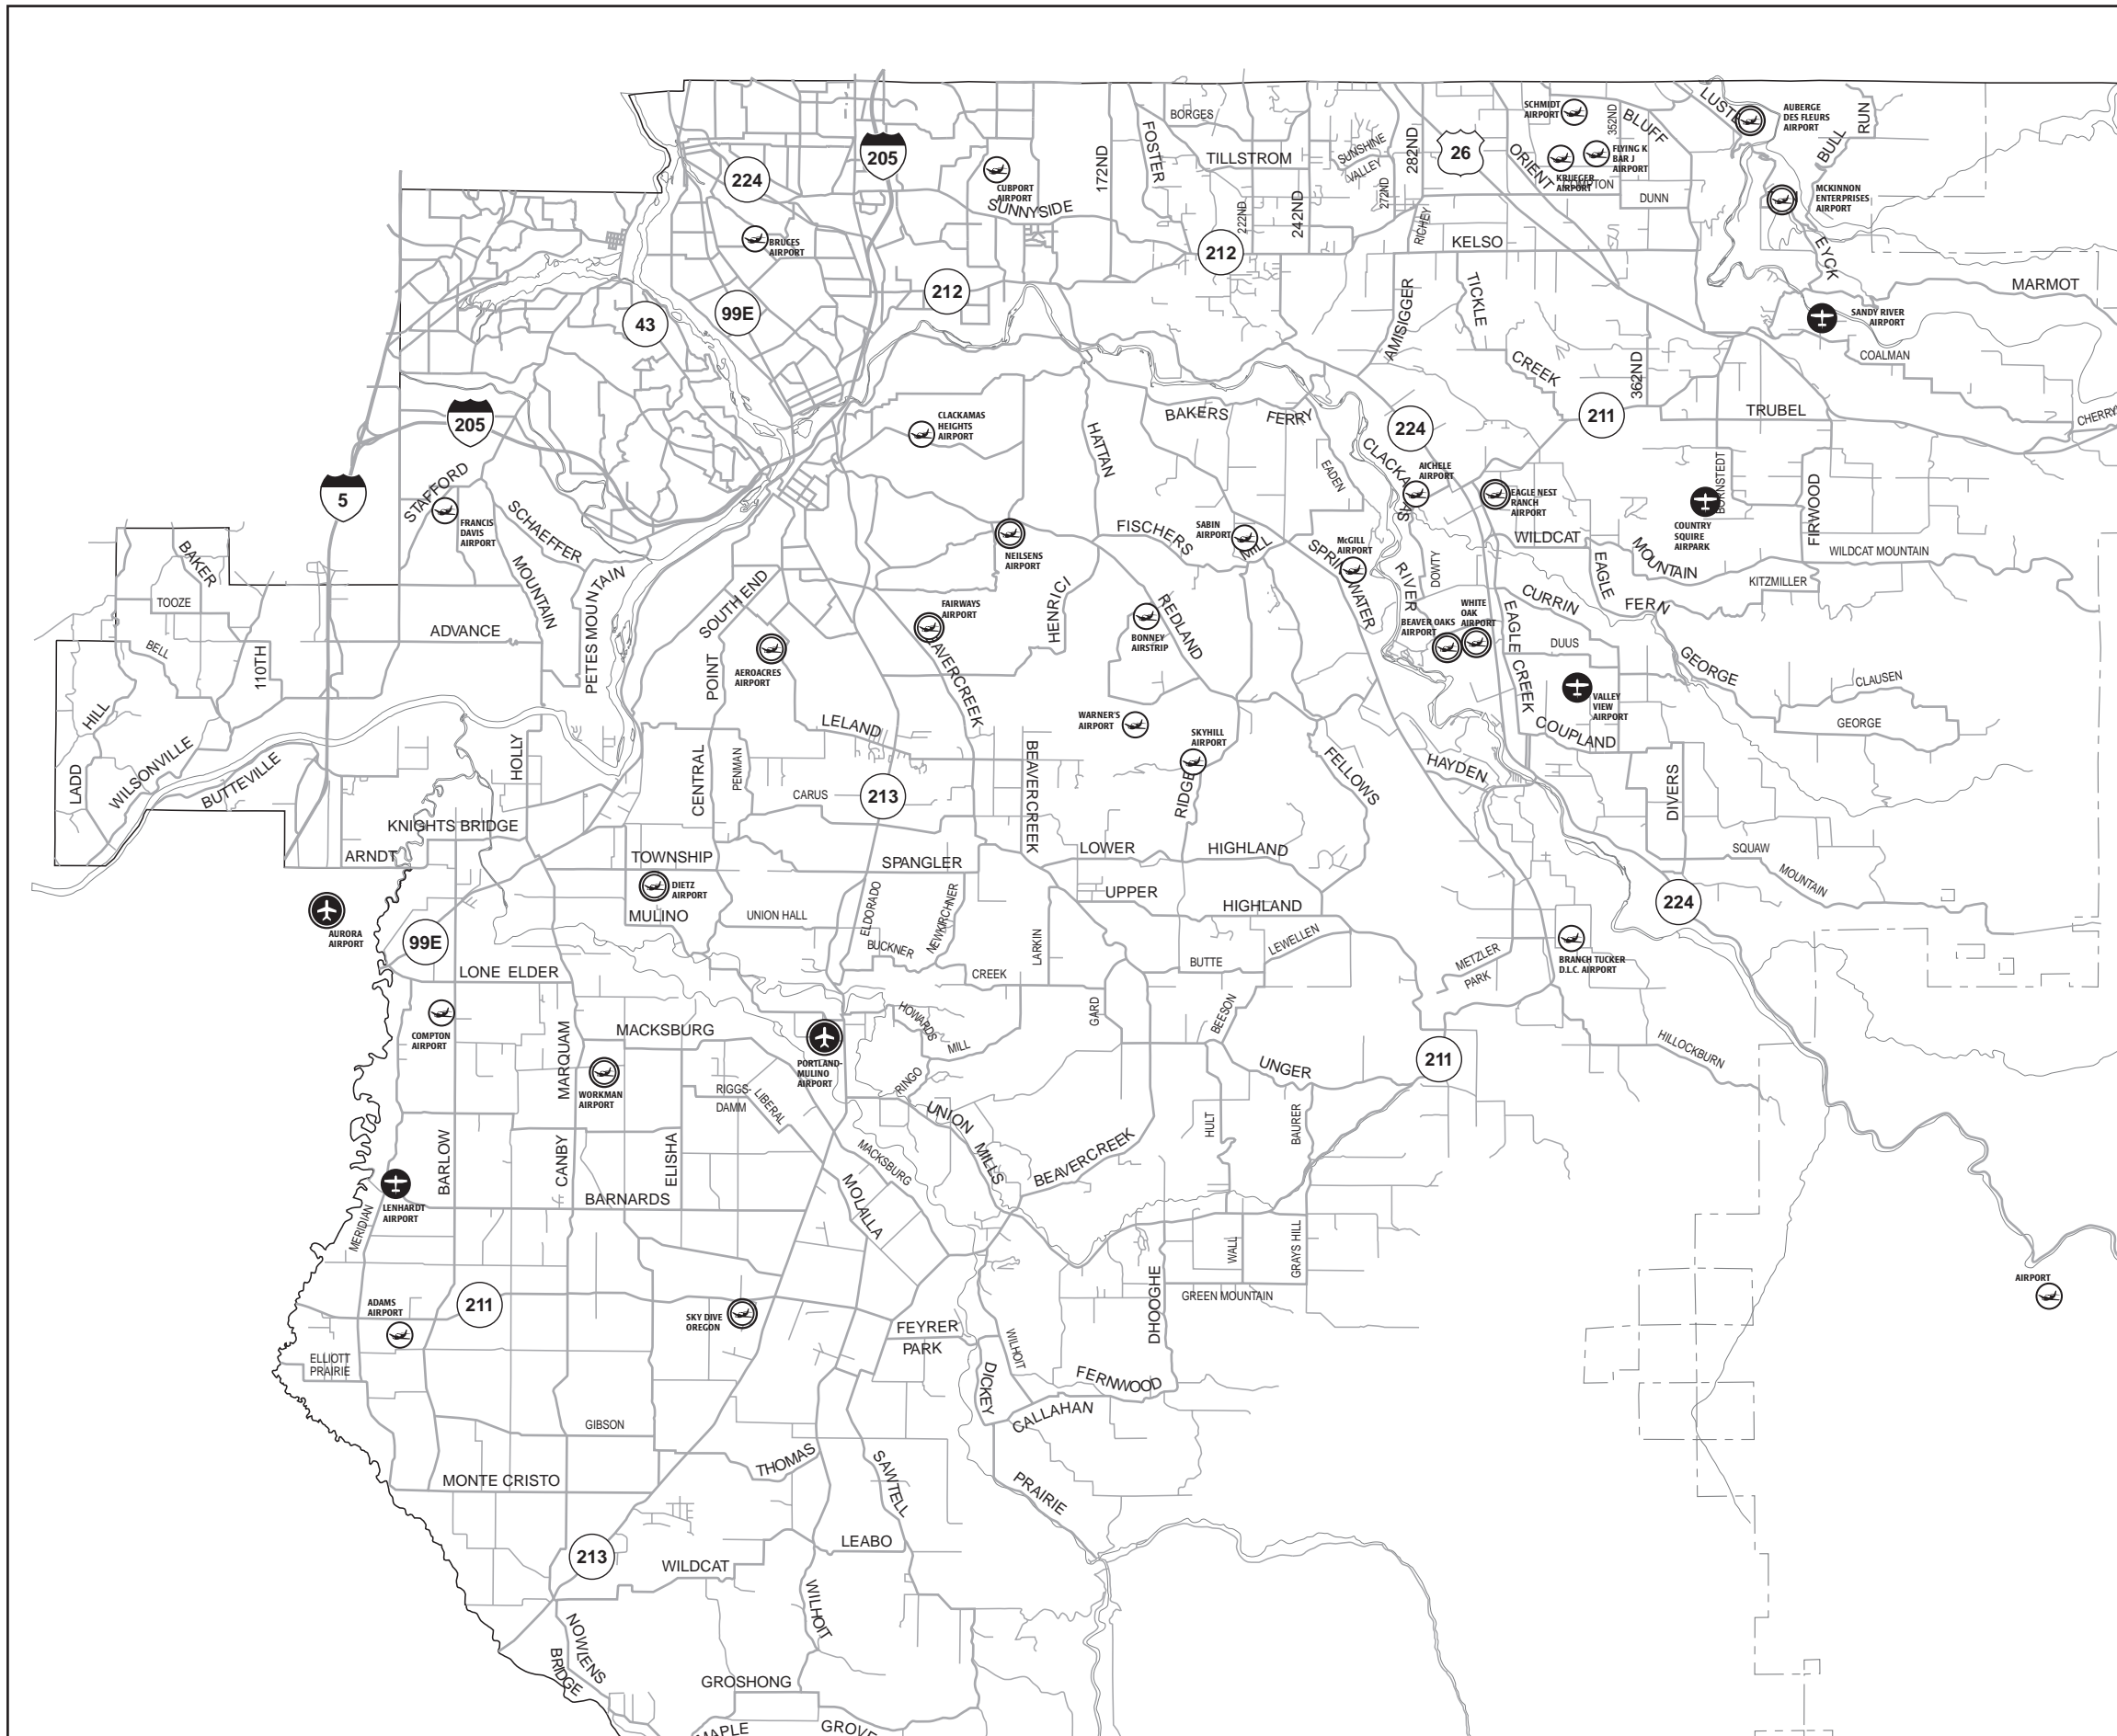 BORGES
FOSTER
172ND
TILLSTROM
SUNSHINE
VALLEY
272ND
282ND
26
SCHMIDT
AIRPORT
352ND
BLUFF
ORIENT
KRUEGER
AIRPORT
FLYING K
BAR J
AIRPORT
DUNN
AUBERGE
DES FLEURS
AIRPORT
BULL
RUN
MCKINNON
ENTERPRISES
AIRPORT
EYCK
MARMOT
205
224
CUBPORT
AIRPORT
SUNNYSIDE
BRUCES
AIRPORT
222ND
242ND
RICHEY
KELSO
212
212
99E
43
AMISIGGER
TICKLE
CREEK
362ND
SANDY RIVER
AIRPORT
COALMAN
TRUBEL
CHERRY
211
224
205
5
STAFFORD
FRANCIS
DAVIS
AIRPORT
SCHAEFFER
MOUNTAIN
PETES MOUNTAIN
CLACKAMAS
HEIGHTS
AIRPORT
HATTAN
BAKERS
FERRY
EADEN
CLACKAMAS
RIVER
AICHELE
AIRPORT
EAGLE NEST
RANCH
AIRPORT
BORNSTEDT
COUNTRY
SQUIRE
AIRPARK
FIRWOOD
WILDCAT
MOUNTAIN
WILDCAT MOUNTAIN
KITZMILLER
NEILSENS
AIRPORT
FISCHERS
MILL
SABIN
AIRPORT
McGILL
AIRPORT
SPRINGWATER
DOWTY
EAGLE
FERN
CURRIN
DUUS
WHITE
OAK
AIRPORT
BEAVER OAKS
AIRPORT
EAGLE
CREEK
VALLEY
VIEW
AIRPORT
COUPLAND
GEORGE
CLAUSEN
GEORGE
BAKER
TOOZE
BELL
110TH
ADVANCE
HILL
LADD
WILSONVILLE
BUTTEVILLE
SOUTH END
POINT
AEROACRES
AIRPORT
FAIRWAYS
AIRPORT
BEAVERCREEK
HENRICI
REDLAND
BONNEY
AIRSTRIP
WARNER'S
AIRPORT
SKYHILL
AIRPORT
RIDGE
FELLOWS
HAYDEN
DIVERS
SQUAW
MOUNTAIN
224
LELAND
HOLLY
CENTRAL
PENMAN
CARUS
213
BEAVERCREEK
KNIGHTS BRIDGE
ARNDT
TOWNSHIP
DIETZ
AIRPORT
MULINO
UNION HALL
SPANGLER
LOWER
HIGHLAND
UPPER
HIGHLAND
ELDORADO
BUCKNER
NEWKIRCHNER
CREEK
LARKIN
BUTTE
LEWELLEN
METZLER
PARK
BRANCH TUCKER
D.L.C. AIRPORT
AURORA
AIRPORT
99E
LONE ELDER
COMPTON
AIRPORT
MARQUAM
MACKSBURG
WORKMAN
AIRPORT
PORTLAND-
MULINO
AIRPORT
HOWARDS
MILL
RINGO
GARD
BEESON
UNGER
211
HILLOCKBURN
RIGGS-
DAMM
LIBERAL
HULT
BAURER
UNION
MILLS
BEAVERCREEK
BARLOW
CANBY
ELISHA
MACKSBURG
MOLALLA
LENHARDT
AIRPORT
MERIDIAN
BARNARDS
WALL
GRAYS HILL
GREEN MOUNTAIN
DHOOGHE
AIRPORT
ADAMS
AIRPORT
211
SKY DIVE
OREGON
FEYRER
PARK
WILHOIT
DICKEY
FERNWOOD
CALLAHAN
ELLIOTT
PRAIRIE
GIBSON
THOMAS
SAWTELL
PRAIRIE
MONTE CRISTO
213
WILDCAT
LEABO
WILHOIT
NOWLENS
BRIDGE
GROSHONG
MAPLE
GROVE